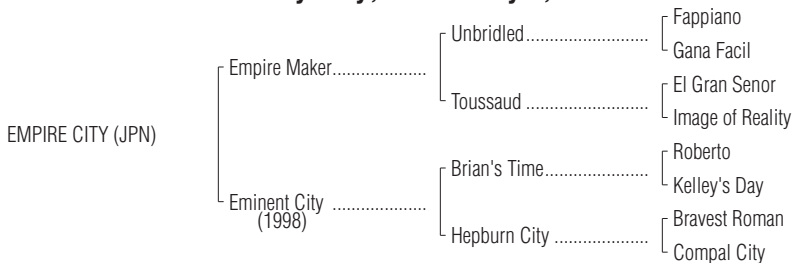 Fappiano
Unbridled....................................
Gana Facil
Empire Maker....................
El Gran Senor
Toussaud ....................................
Image of Reality
EMPIRE CITY (JPN)
Roberto
Brian's Time...............................
Kelley's Day
Eminent City ....................
(1998)
Bravest Roman
Hepburn City ............................
Compal City